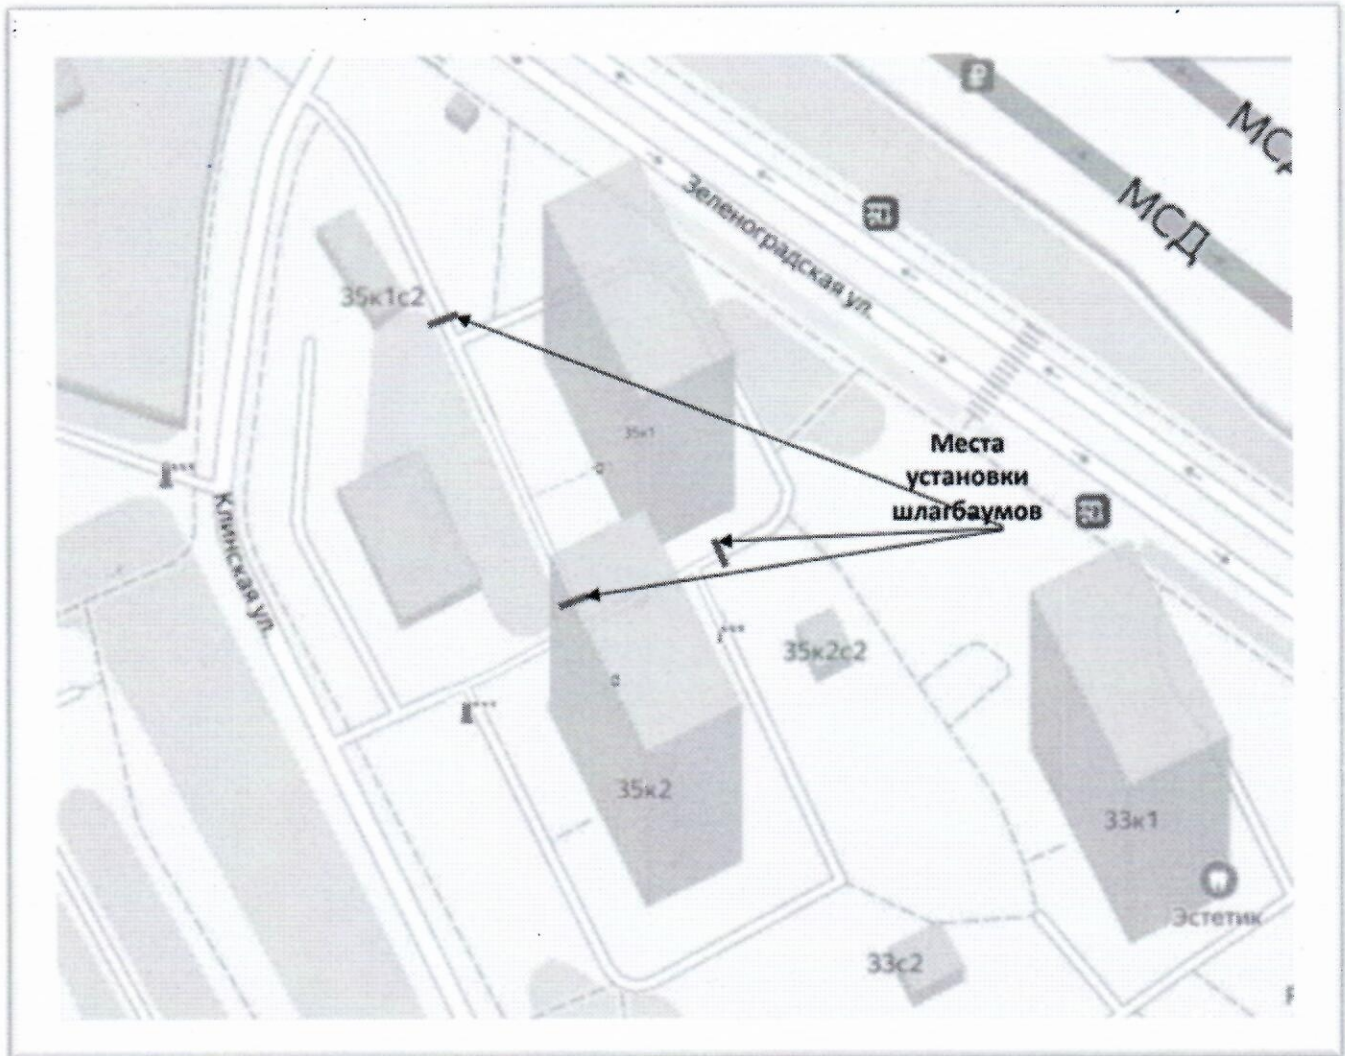 МСД
МСД
Зеленоградская ул.
35к1с2
35к1
Места
установки
шлагбаумов
Клинская ул.
35к2с2
35к2
33к1
Эстетик
33с2